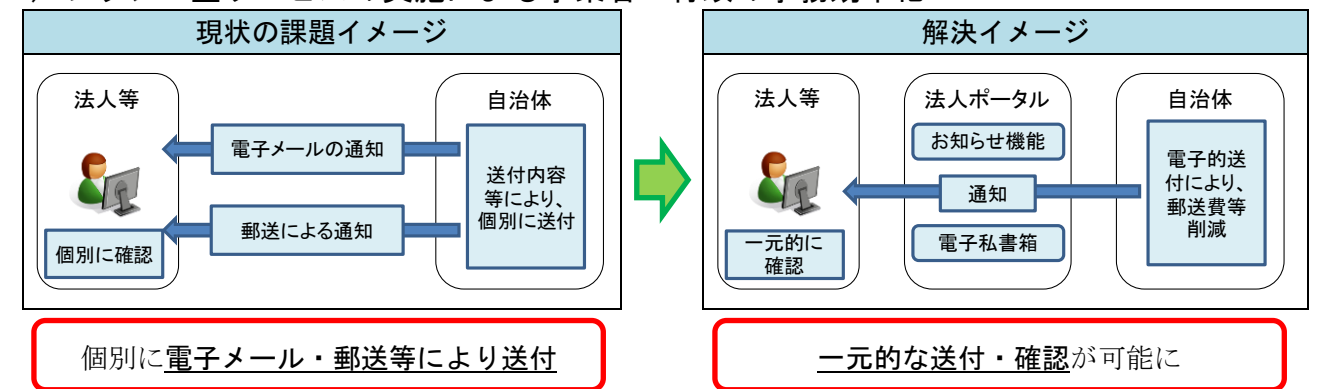 現状の課題イメージ
法人等
自治体
電子メールの通知
郵送による通知
送付内容
等により、
個別に送付
個別に確認
個別に電子メール・郵送等により送付
解決イメージ
法人等
法人ポータル
自治体
お知らせ機能
通知
電子私書箱
電子的送
付により、
郵送費等
削減
一元的に
確認
一元的な送付・確認が可能に